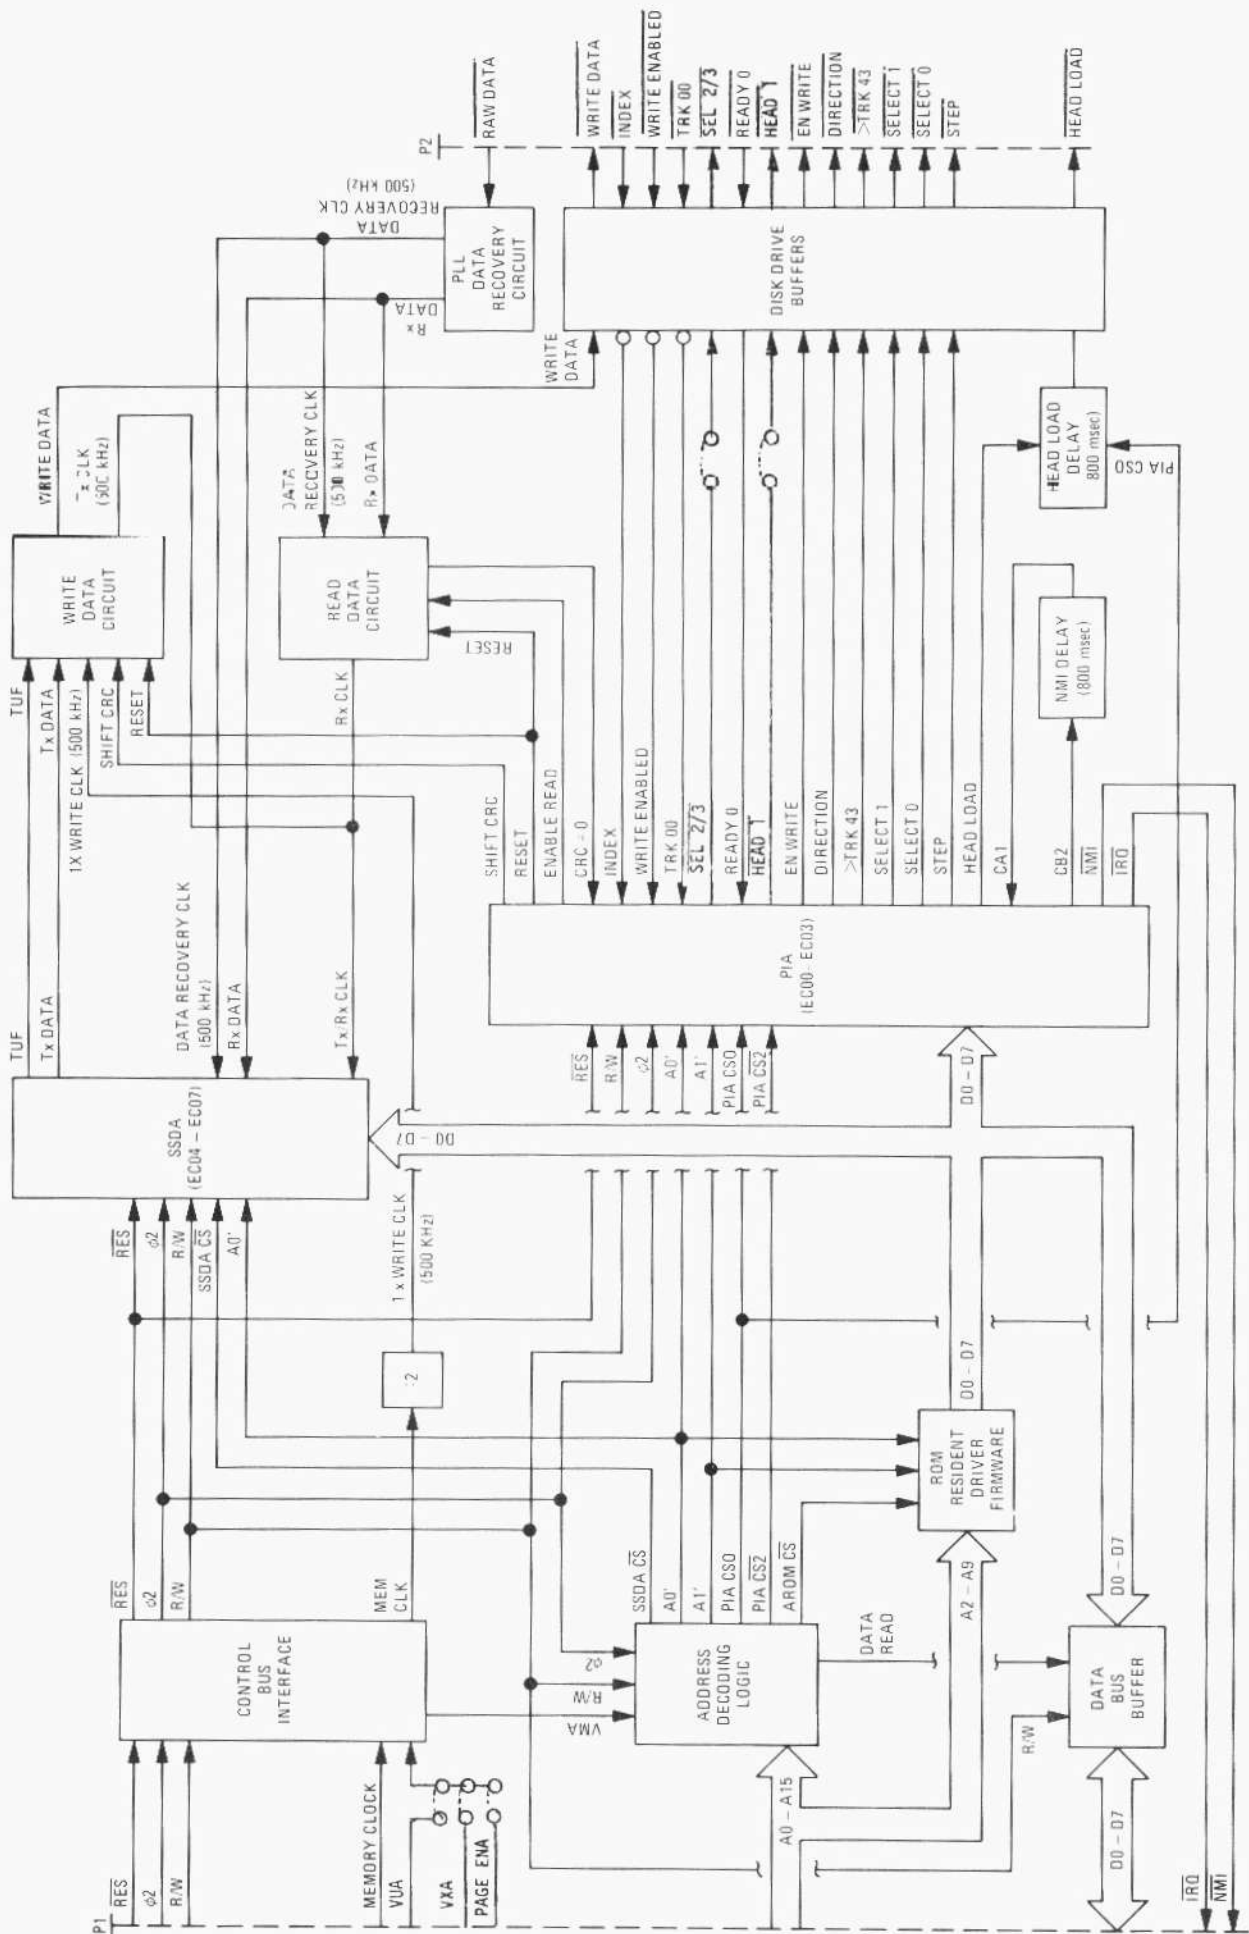 P1
RES
φ2
R/W
MEMORY CLOCK
VUA
VXA
PAGE ENA
A0 – A15
D0 – D7
IRQ
NMI
CONTROL
BUS
INTERFACE
RES
φ2
R/W
MEM
CLK
VMA
R/W
φ2
ADDRESS
DECODING
LOGIC
SSDA CS
A0'
A1'
PIA CS0
PIA CS2
AROM CS
DATA
READ
R/W
A2 – A9
DATA
BUS
BUFFER
D0 – D7
:2
1 x WRITE CLK
(500 KHz)
ROM
RESIDENT
DRIVER
FIRMWARE
D0 – D7
RES
φ2
R/W
SSDA CS
A0'
SSDA
(EC04 – EC07)
D0 – D7
TUF
Tx DATA
DATA RECOVERY CLK
(500 kHz)
Rx DATA
Tx/Rx CLK
RES
R/W
φ2
A0'
A1'
PIA CS0
PIA CS2
D0 – D7
PIA
(EC00 – EC03)
SHIFT CRC
RESET
ENABLE READ
CRC = 0
INDEX
WRITE ENABLED
TRK 00
SEL 2/3
READY 0
HEAD 1
EN WRITE
DIRECTION
>TRK 43
SELECT 1
SELECT 0
STEP
HEAD LOAD
CA1
CB2
NMI
IRQ
TUF
Tx DATA
1X WRITE CLK (500 kHz)
SHIFT CRC
RESET
WRITE
DATA
CIRCUIT
WRITE DATA
Tx CLK
(500 kHz)
Rx CLK
RESET
READ
DATA
CIRCUIT
DATA
RECOVERY CLK
(500 kHz)
Rx DATA
NMI DELAY
(800 msec)
HEAD LOAD
DELAY
800 msec)
PIA CS0
Rx
DATA
DATA
RECOVERY CLK
(500 kHz)
PLL
DATA
RECOVERY
CIRCUIT
WRITE
DATA
DISK DRIVE
BUFFERS
P2
RAW DATA
WRITE DATA
INDEX
WRITE ENABLED
TRK 00
SEL 2/3
READY 0
HEAD 1
EN WRITE
DIRECTION
>TRK 43
SELECT 1
SELECT 0
STEP
HEAD LOAD